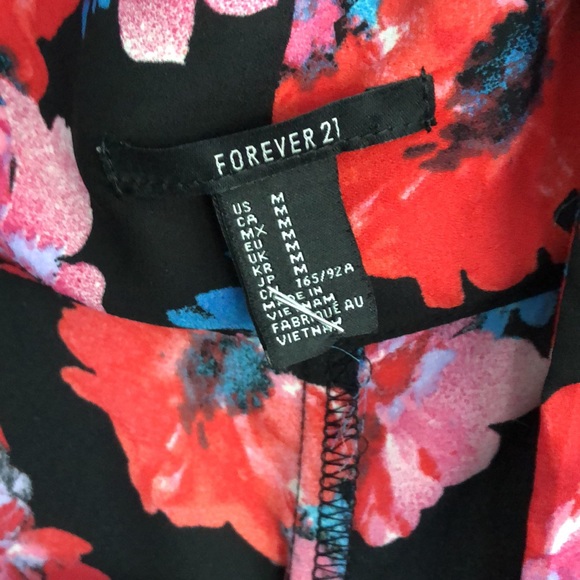 FOREVER 21
US M
CA M
MX M
EU M
UK M
KR M
JP M
CN 165/92A
MADE IN
VIETNAM
FABRIQUÉ AU
VIETNAM